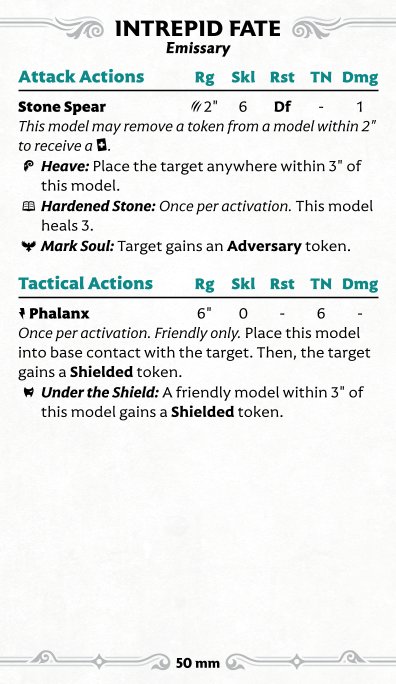 INTREPID FATE
Emissary
Attack Actions Rg Skl Rst TN Dmg
Stone Spear 2" 6 Df - 1
This model may remove a token from a model within 2"
to receive a .
Heave: Place the target anywhere within 3" of
this model.
Hardened Stone: Once per activation. This model
heals 3.
Mark Soul: Target gains an Adversary token.
Tactical Actions Rg Skl Rst TN Dmg
Phalanx 6" 0 - 6 -
Once per activation. Friendly only. Place this model
into base contact with the target. Then, the target
gains a Shielded token.
Under the Shield: A friendly model within 3" of
this model gains a Shielded token.
50 mm